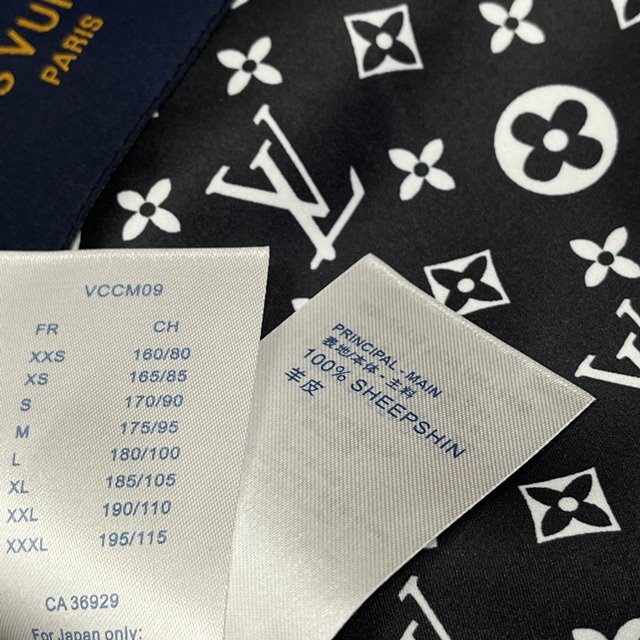 S VUI
PARIS
VCCM09
FR CH
XXS 160/80
XS 165/85
S 170/90
M 175/95
L 180/100
XL 185/105
XXL 190/110
XXXL 195/115
CA 36929
For Japan only:
PRINCIPAL - MAIN
表地/本体 - 主料
100% SHEEPSHIN
羊皮